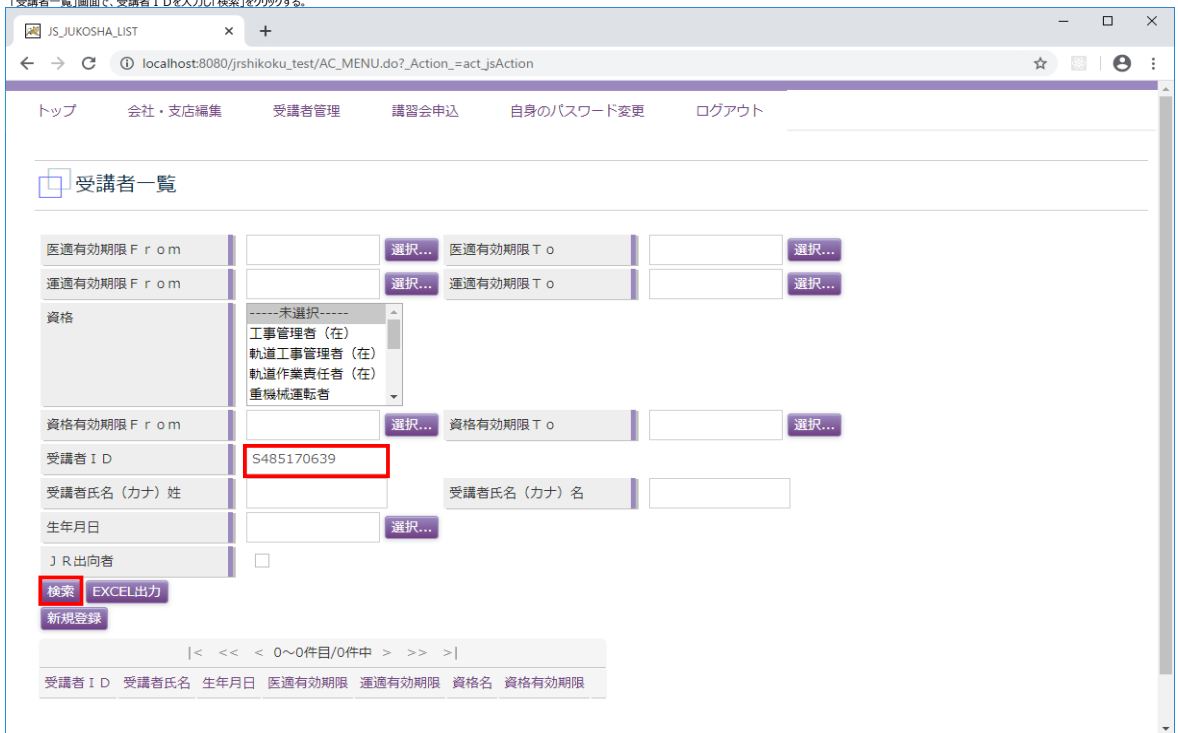 「受講者一覧」画面で、受講者ＩＤを入力し「検索」をクリックする。
JS_JUKOSHA_LIST
localhost:8080/jrshikoku_test/AC_MENU.do?_Action_=act_jsAction
トップ 会社・支店編集 受講者管理 講習会申込 自身のパスワード変更 ログアウト
受講者一覧
医適有効期限Ｆｒｏｍ 選択... 医適有効期限Ｔｏ 選択...
運適有効期限Ｆｒｏｍ 選択... 運適有効期限Ｔｏ 選択...
資格 -----未選択-----
工事管理者（在）
軌道工事管理者（在）
軌道作業責任者（在）
重機械運転者
資格有効期限Ｆｒｏｍ 選択... 資格有効期限Ｔｏ 選択...
受講者ＩＤ S485170639
受講者氏名（カナ）姓 受講者氏名（カナ）名
生年月日 選択...
ＪＲ出向者
検索 EXCEL出力
新規登録
|< << < 0～0件目/0件中 > >> >|
受講者ＩＤ 受講者氏名 生年月日 医適有効期限 運適有効期限 資格名 資格有効期限